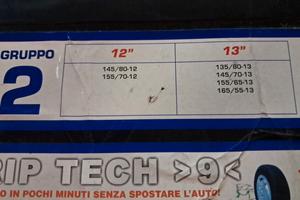 GRUPPO 12" 13"
2
145/80-12 135/80-13
155/70-12 145/70-13
155/65-13
165/55-13
RIP TECH >9<
O IN POCHI MINUTI SENZA SPOSTARE L'AUTO!